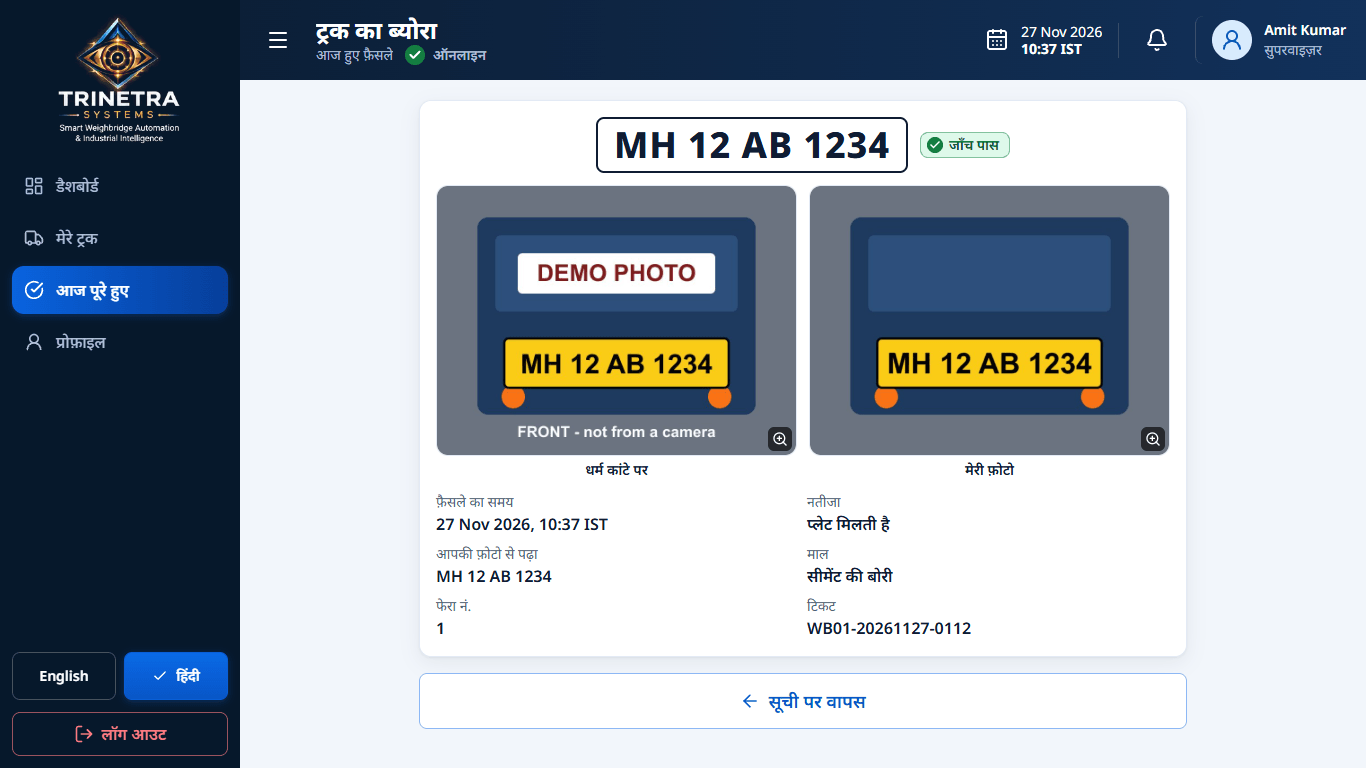 TRINETRA
SYSTEMS
Smart Weighbridge Automation
& Industrial Intelligence
डैशबोर्ड
मेरे ट्रक
आज पूरे हुए
प्रोफ़ाइल
English
हिंदी
लॉग आउट
ट्रक का ब्योरा
आज हुए फ़ैसले ऑनलाइन
27 Nov 2026
10:37 IST
Amit Kumar
सुपरवाइज़र
MH 12 AB 1234
जाँच पास
DEMO PHOTO
MH 12 AB 1234
FRONT - not from a camera
धर्म कांटे पर
MH 12 AB 1234
मेरी फ़ोटो
फ़ैसले का समय
27 Nov 2026, 10:37 IST
नतीजा
प्लेट मिलती है
आपकी फ़ोटो से पढ़ा
MH 12 AB 1234
माल
सीमेंट की बोरी
फेरा नं.
1
टिकट
WB01-20261127-0112
सूची पर वापस